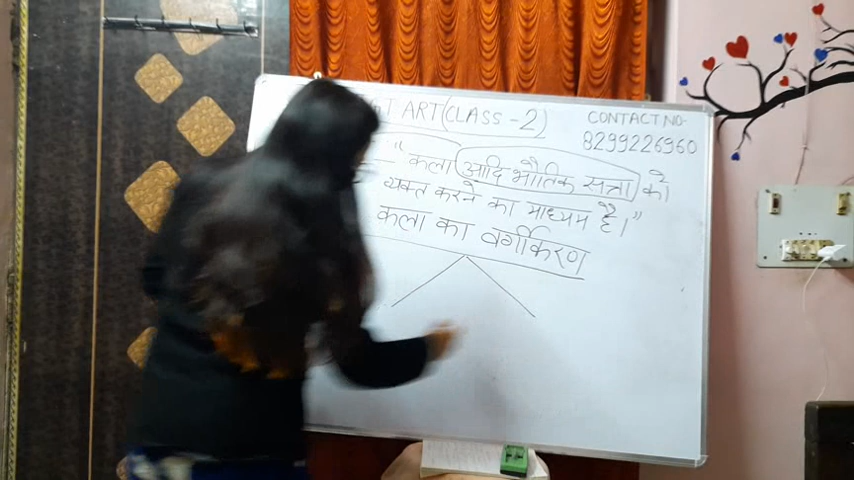 ART (CLASS - 2)
CONTACT NO-
8299226960
"कला आदि भौतिक सत्ता को
व्यक्त करने का माध्यम है।"
कला का वर्गीकरण